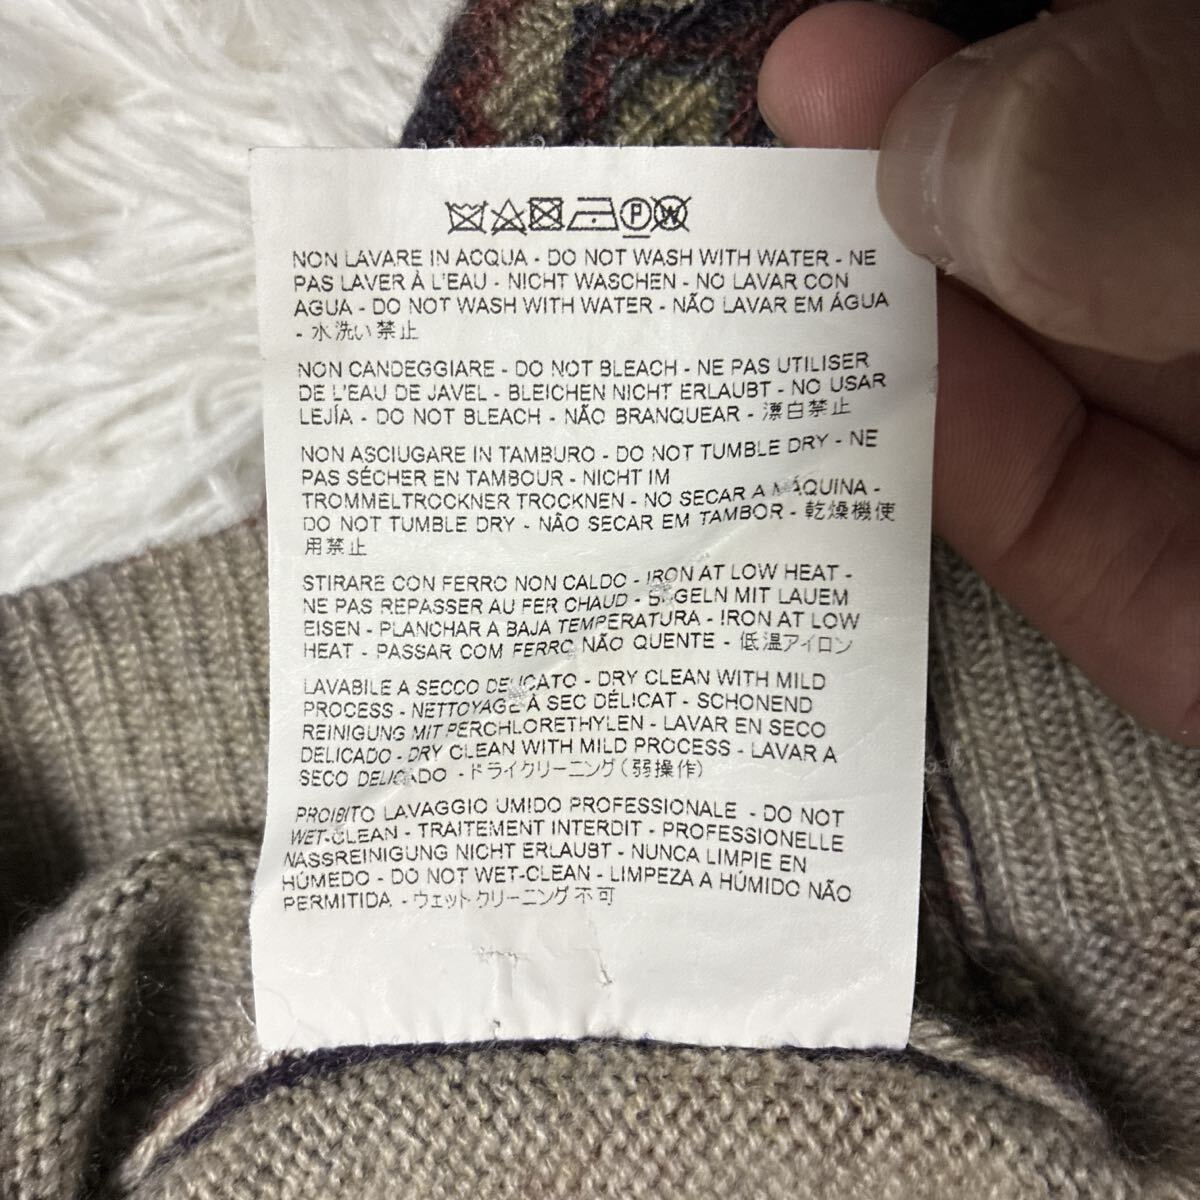 P W
NON LAVARE IN ACQUA - DO NOT WASH WITH WATER - NE
PAS LAVER À L'EAU - NICHT WASCHEN - NO LAVAR CON
AGUA - DO NOT WASH WITH WATER - NÃO LAVAR EM ÁGUA
- 水洗い禁止
NON CANDEGGIARE - DO NOT BLEACH - NE PAS UTILISER
DE L'EAU DE JAVEL - BLEICHEN NICHT ERLAUBT - NO USAR
LEJÍA - DO NOT BLEACH - NÃO BRANQUEAR - 漂白禁止
NON ASCIUGARE IN TAMBURO - DO NOT TUMBLE DRY - NE
PAS SÉCHER EN TAMBOUR - NICHT IM
TROMMELTROCKNER TROCKNEN - NO SECAR A MÁQUINA -
DO NOT TUMBLE DRY - NÃO SECAR EM TAMBOR - 乾燥機使
用禁止
STIRARE CON FERRO NON CALDO - IRON AT LOW HEAT -
NE PAS REPASSER AU FER CHAUD - BÜGELN MIT LAUEM
EISEN - PLANCHAR A BAJA TEMPERATURA - IRON AT LOW
HEAT - PASSAR COM FERRO NÃO QUENTE - 低温アイロン
LAVABILE A SECCO DELICATO - DRY CLEAN WITH MILD
PROCESS - NETTOYAGE À SEC DÉLICAT - SCHONEND
REINIGUNG MIT PERCHLORETHYLEN - LAVAR EN SECO
DELICADO - DRY CLEAN WITH MILD PROCESS - LAVAR A
SECO DELICADO - ドライクリーニング(弱操作)
PROIBITO LAVAGGIO UMIDO PROFESSIONALE - DO NOT
WET-CLEAN - TRAITEMENT INTERDIT - PROFESSIONELLE
NASSREINIGUNG NICHT ERLAUBT - NUNCA LIMPIE EN
HÚMEDO - DO NOT WET-CLEAN - LIMPEZA A HÚMIDO NÃO
PERMITIDA - ウェットクリーニング不可